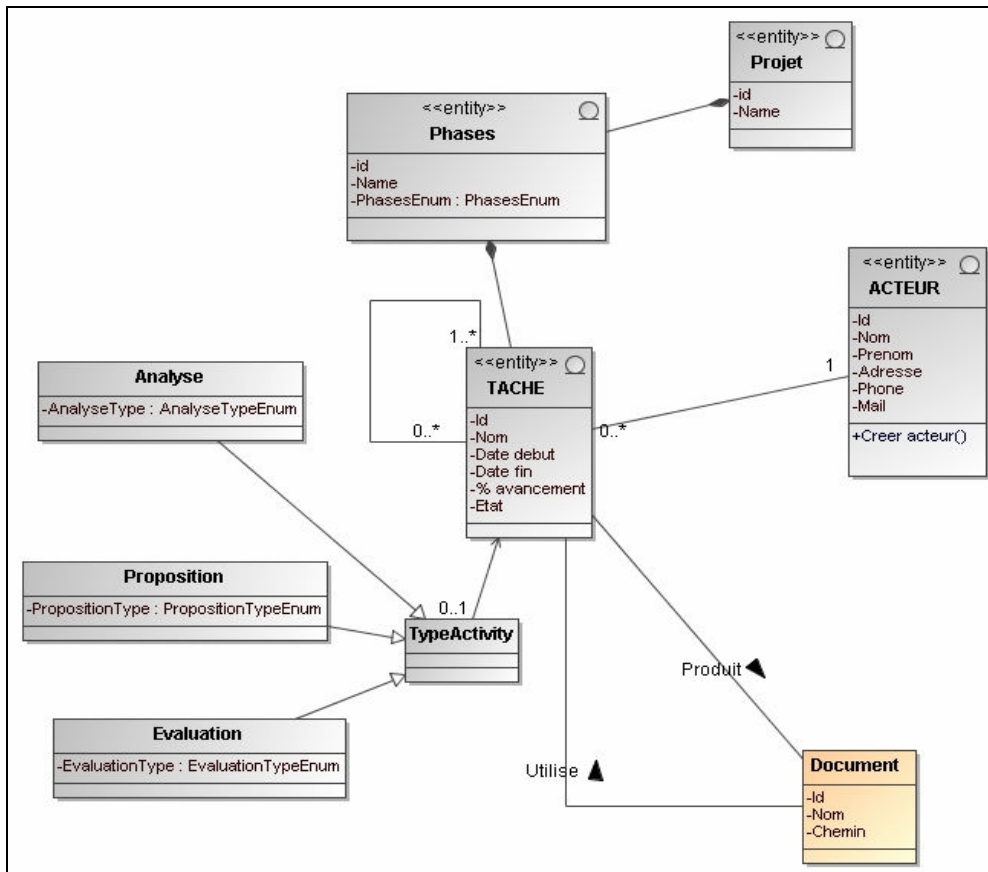 <<entity>>
Projet
-id
-Name
<<entity>>
Phases
-id
-Name
-PhasesEnum : PhasesEnum
<<entity>>
ACTEUR
-Id
-Nom
-Prenom
-Adresse
-Phone
-Mail
+Creer acteur()
1
1..*
<<entity>>
TACHE
-Id
-Nom
-Date debut
-Date fin
-% avancement
-Etat
0..*
0..*
Analyse
-AnalyseType : AnalyseTypeEnum
Proposition
-PropositionType : PropositionTypeEnum
0..1
TypeActivity
Evaluation
-EvaluationType : EvaluationTypeEnum
Produit
Utilise
Document
-Id
-Nom
-Chemin